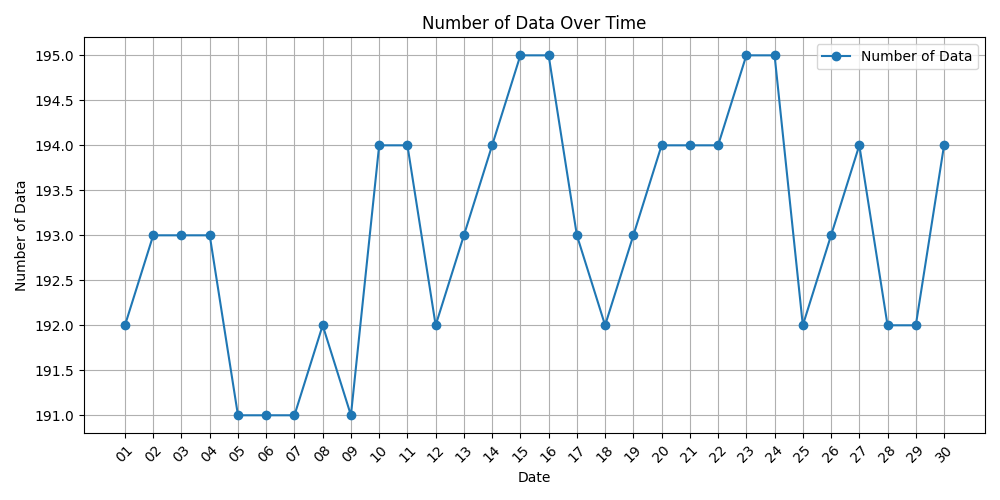 Number of Data Over Time
Number of Data
195.0
194.5
194.0
193.5
193.0
192.5
192.0
191.5
191.0
Number of Data
01 02 03 04 05 06 07 08 09 10 11 12 13 14 15 16 17 18 19 20 21 22 23 24 25 26 27 28 29 30
Date